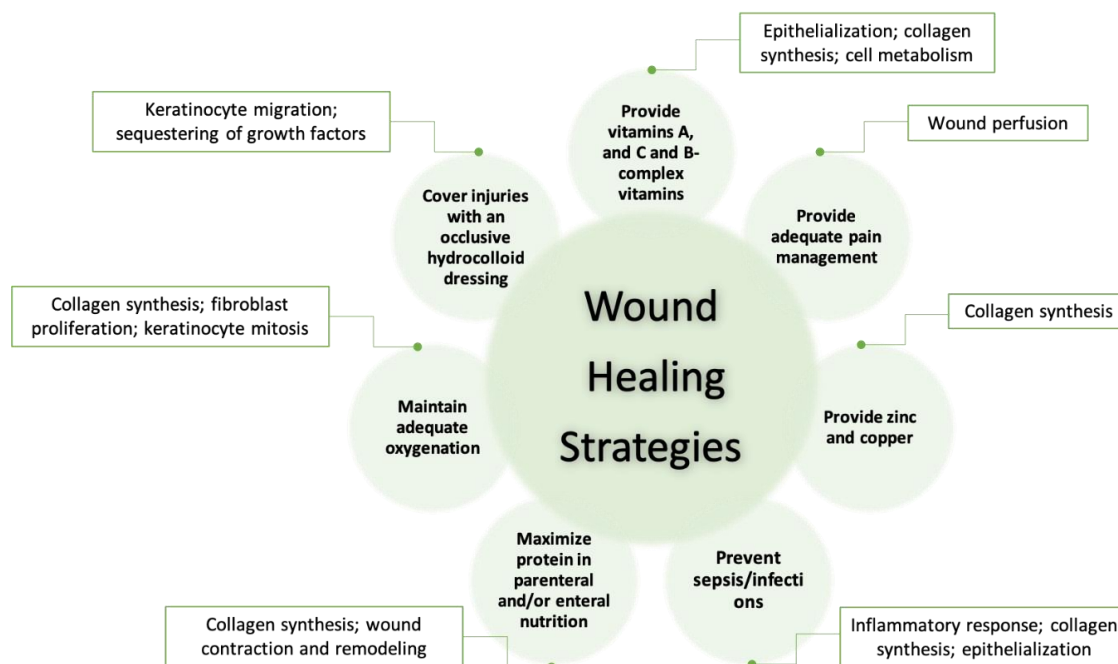 Epithelialization; collagen
synthesis; cell metabolism
Keratinocyte migration;
sequestering of growth factors
Provide
vitamins A,
and C and B-
complex
vitamins
Wound perfusion
Cover injuries
with an
occlusive
hydrocolloid
dressing
Provide
adequate pain
management
Wound
Healing
Strategies
Collagen synthesis; fibroblast
proliferation; keratinocyte mitosis
Collagen synthesis
Maintain
adequate
oxygenation
Provide zinc
and copper
Maximize
protein in
parenteral
and/or enteral
nutrition
Prevent
sepsis/infecti
ons
Collagen synthesis; wound
contraction and remodeling
Inflammatory response; collagen
synthesis; epithelialization